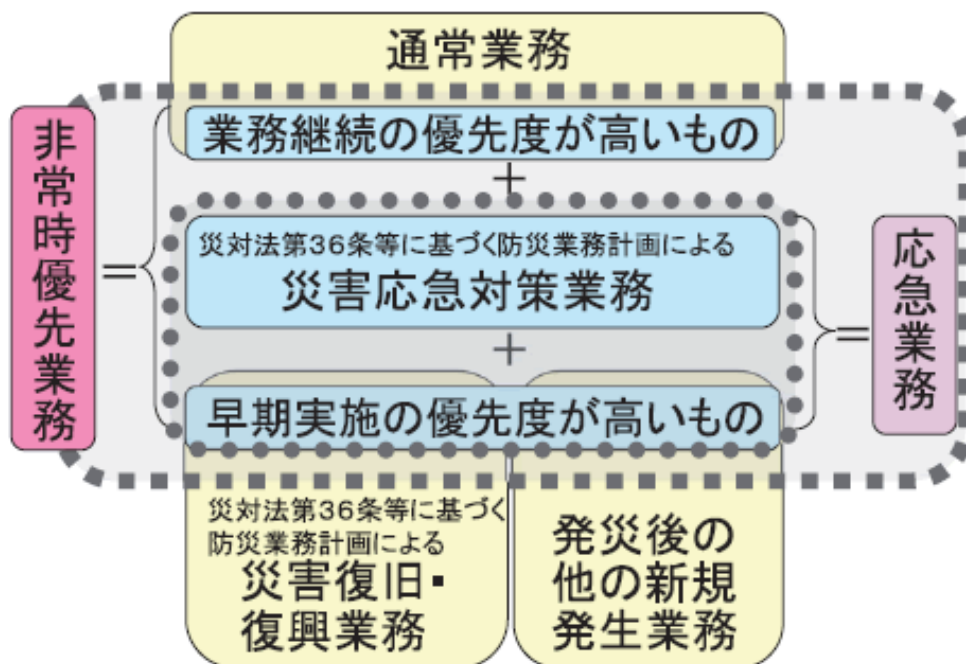 通常業務
業務継続の優先度が高いもの
+
災対法第36条等に基づく防災業務計画による
災害応急対策業務
+
早期実施の優先度が高いもの
災対法第36条等に基づく
防災業務計画による
災害復旧・
復興業務
発災後の
他の新規
発生業務
非常時優先業務
=
=
応急業務